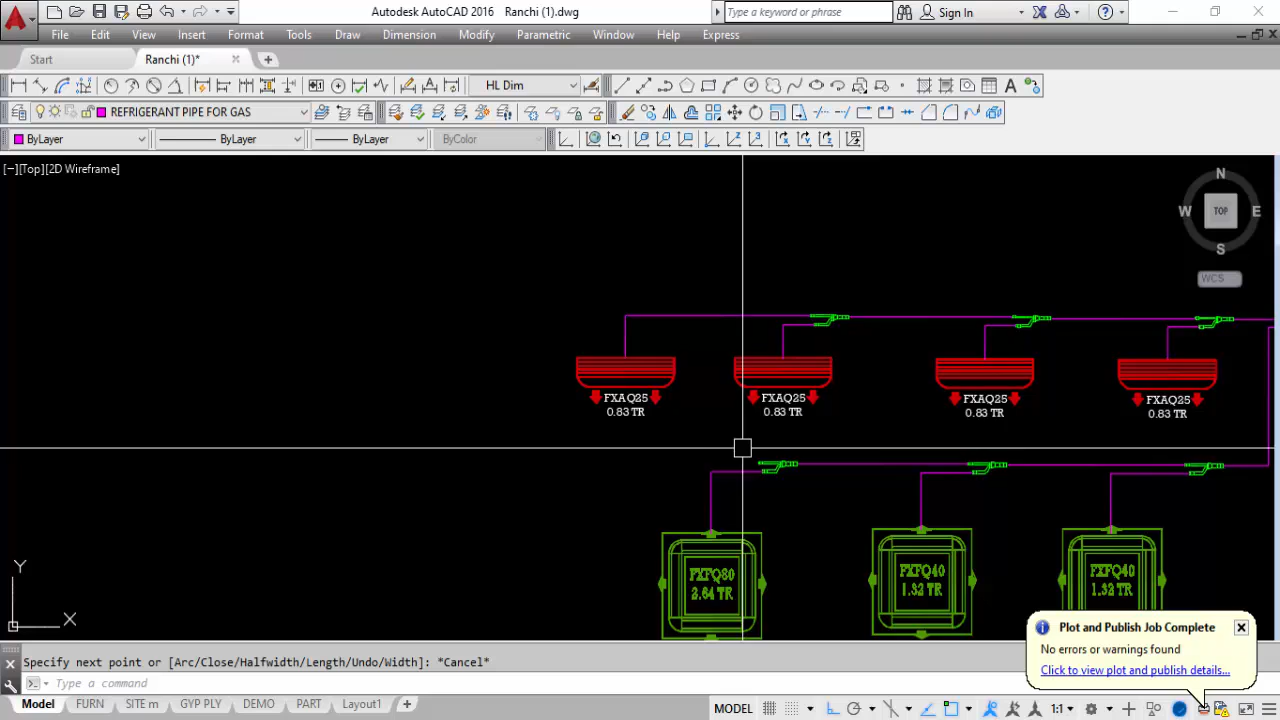 Autodesk AutoCAD 2016 Ranchi (1).dwg
Type a keyword or phrase
Sign In
File Edit View Insert Format Tools Draw Dimension Modify Parametric Window Help Express
Start
Ranchi (1)*
HL Dim
REFRIGERANT PIPE FOR GAS
ByLayer
ByLayer
ByLayer
ByColor
[−][Top][2D Wireframe]
N
W TOP E
S
WCS
FXAQ25 FXAQ25 FXAQ25 FXAQ25
0.83 TR 0.83 TR 0.83 TR 0.83 TR
FXFQ80 FXFQ40 FXFQ40
2.64 TR 1.32 TR 1.32 TR
Y
X
Plot and Publish Job Complete
No errors or warnings found
Click to view plot and publish details...
Specify next point or [Arc/Close/Halfwidth/Length/Undo/Width]: *Cancel*
Type a command
Model FURN SITE m GYP PLY DEMO PART Layout1
MODEL
1:1